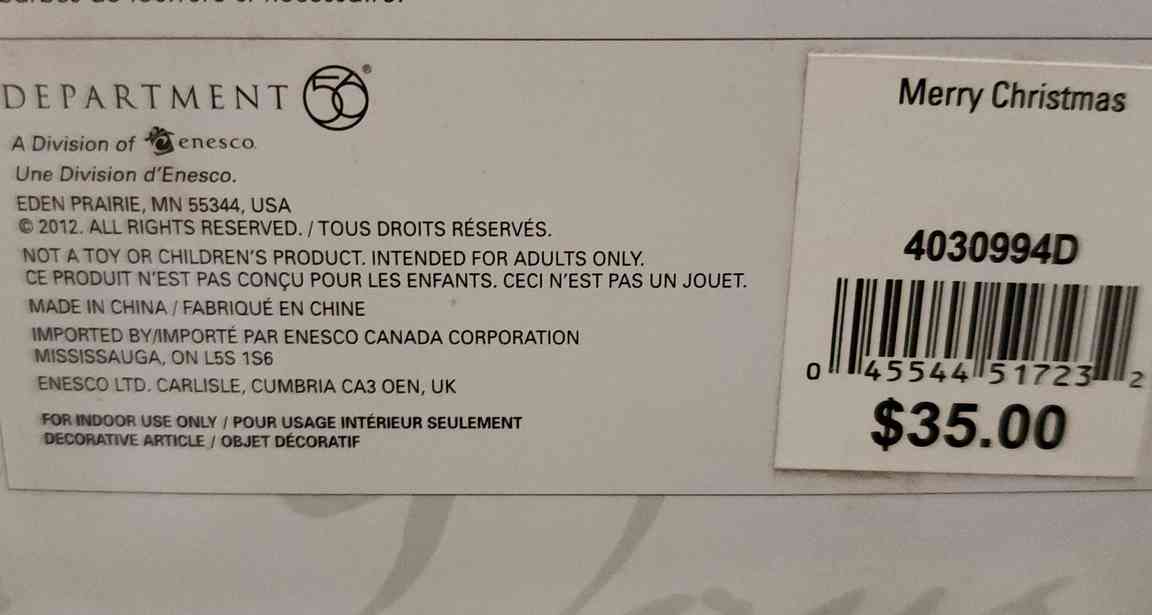 DEPARTMENT 56®
A Division of enesco.
Une Division d'Enesco.
EDEN PRAIRIE, MN 55344, USA
© 2012. ALL RIGHTS RESERVED. / TOUS DROITS RÉSERVÉS.
NOT A TOY OR CHILDREN'S PRODUCT. INTENDED FOR ADULTS ONLY.
CE PRODUIT N'EST PAS CONÇU POUR LES ENFANTS. CECI N'EST PAS UN JOUET.
MADE IN CHINA / FABRIQUÉ EN CHINE
IMPORTED BY/IMPORTÉ PAR ENESCO CANADA CORPORATION
MISSISSAUGA, ON L5S 1S6
ENESCO LTD. CARLISLE, CUMBRIA CA3 OEN, UK
FOR INDOOR USE ONLY / POUR USAGE INTÉRIEUR SEULEMENT
DECORATIVE ARTICLE / OBJET DÉCORATIF
Merry Christmas
4030994D
0 45544 51723 2
$35.00